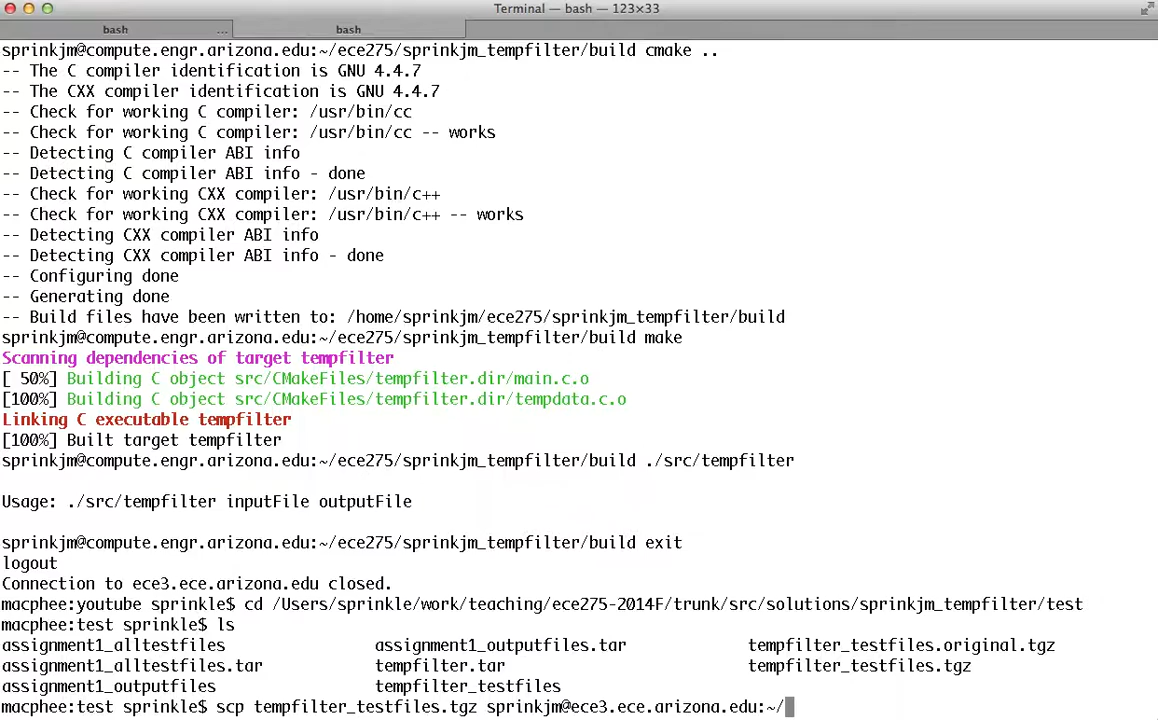 Terminal — bash — 123×33
bash ... bash
sprinkjm@compute.engr.arizona.edu:~/ece275/sprinkjm_tempfilter/build cmake ..
-- The C compiler identification is GNU 4.4.7
-- The CXX compiler identification is GNU 4.4.7
-- Check for working C compiler: /usr/bin/cc
-- Check for working C compiler: /usr/bin/cc -- works
-- Detecting C compiler ABI info
-- Detecting C compiler ABI info - done
-- Check for working CXX compiler: /usr/bin/c++
-- Check for working CXX compiler: /usr/bin/c++ -- works
-- Detecting CXX compiler ABI info
-- Detecting CXX compiler ABI info - done
-- Configuring done
-- Generating done
-- Build files have been written to: /home/sprinkjm/ece275/sprinkjm_tempfilter/build
sprinkjm@compute.engr.arizona.edu:~/ece275/sprinkjm_tempfilter/build make
Scanning dependencies of target tempfilter
[ 50%] Building C object src/CMakeFiles/tempfilter.dir/main.c.o
[100%] Building C object src/CMakeFiles/tempfilter.dir/tempdata.c.o
Linking C executable tempfilter
[100%] Built target tempfilter
sprinkjm@compute.engr.arizona.edu:~/ece275/sprinkjm_tempfilter/build ./src/tempfilter
Usage: ./src/tempfilter inputFile outputFile
sprinkjm@compute.engr.arizona.edu:~/ece275/sprinkjm_tempfilter/build exit
logout
Connection to ece3.ece.arizona.edu closed.
macphee:youtube sprinkle$ cd /Users/sprinkle/work/teaching/ece275-2014F/trunk/src/solutions/sprinkjm_tempfilter/test
macphee:test sprinkle$ ls
assignment1_alltestfiles assignment1_outputfiles.tar tempfilter_testfiles.original.tgz
assignment1_alltestfiles.tar tempfilter.tar tempfilter_testfiles.tgz
assignment1_outputfiles tempfilter_testfiles
macphee:test sprinkle$ scp tempfilter_testfiles.tgz sprinkjm@ece3.ece.arizona.edu:~/